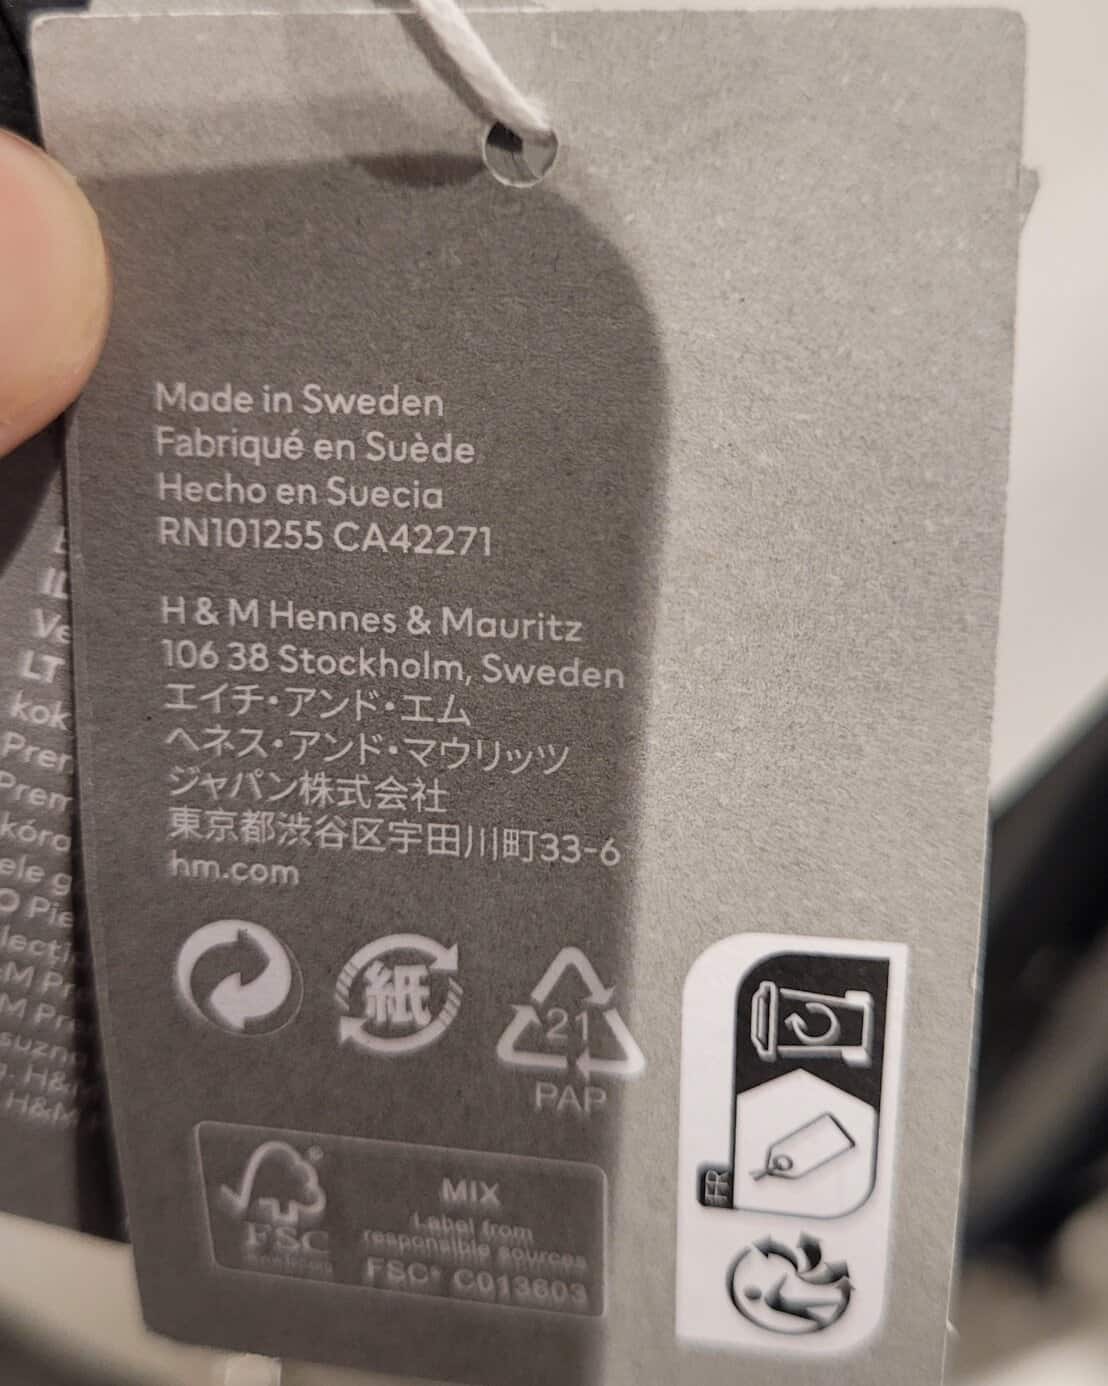 Made in Sweden
Fabriqué en Suède
Hecho en Suecia
RN101255 CA42271
H & M Hennes & Mauritz
106 38 Stockholm, Sweden
エイチ・アンド・エム
ヘネス・アンド・マウリッツ
ジャパン株式会社
東京都渋谷区宇田川町33-6
hm.com
紙
21
PAP
FSC
MIX
Label from
responsible sources
FSC® C013603
FR
LT
kok